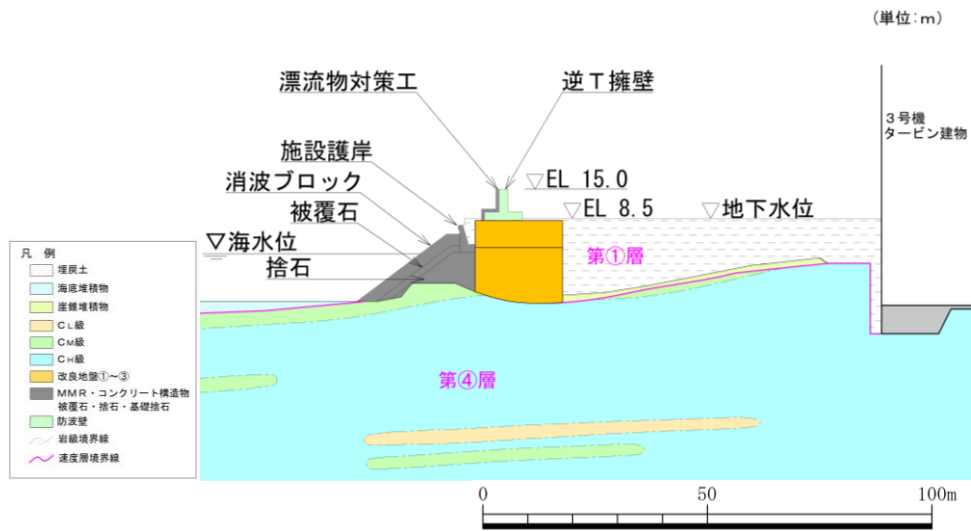 (単位:m)
漂流物対策工
逆T擁壁
3号機
タービン建物
施設護岸
消波ブロック
被覆石
▽海水位
捨石
▽EL 15.0
▽EL 8.5
▽地下水位
第①層
第④層
凡 例
埋戻土
海底堆積物
崖錐堆積物
CL級
CM級
CH級
改良地盤①~③
MMR・コンクリート構造物
被覆石・捨石・基礎捨石
防波壁
岩級境界線
速度層境界線
0
50
100m